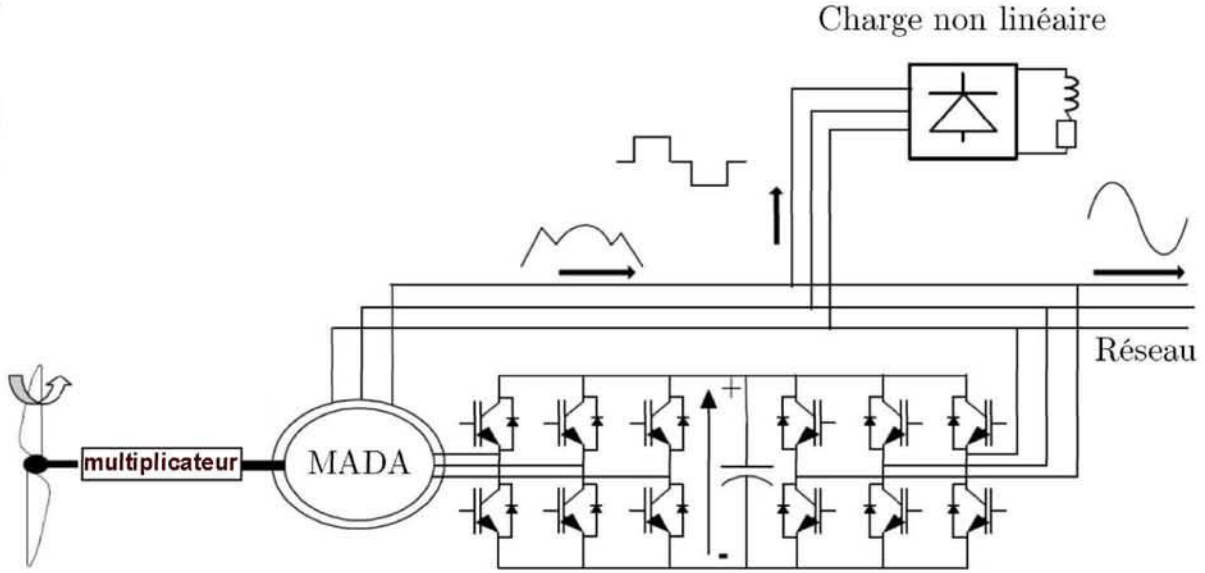 Charge non linéaire
Réseau
multiplicateur
MADA
+
-